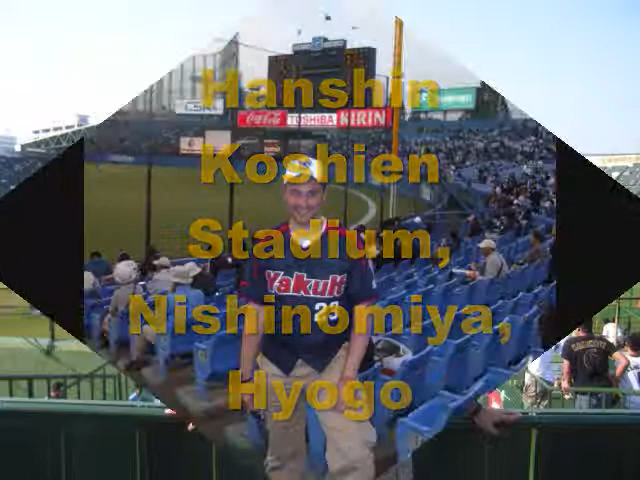 Hanshin
Coca-Cola TOSHIBA KIRIN
Koshien
Stadium,
Yakult
Nishinomiya,
Hyogo